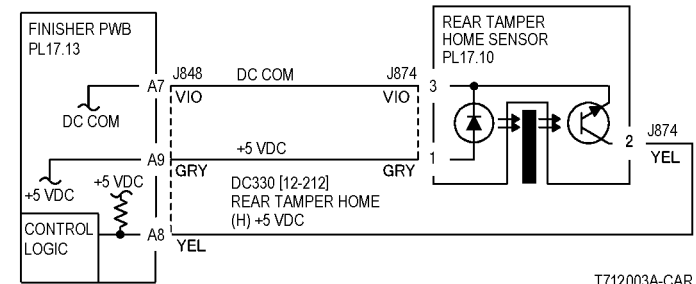 FINISHER PWB
PL17.13
REAR TAMPER
HOME SENSOR
PL17.10
A7
J848
DC COM
J874
3
VIO
VIO
DC COM
+5 VDC
2
J874
A9
1
YEL
GRY
GRY
+5 VDC
+5 VDC
DC330 [12-212]
REAR TAMPER HOME
(H) +5 VDC
CONTROL
LOGIC
A8
YEL
T712003A-CAR